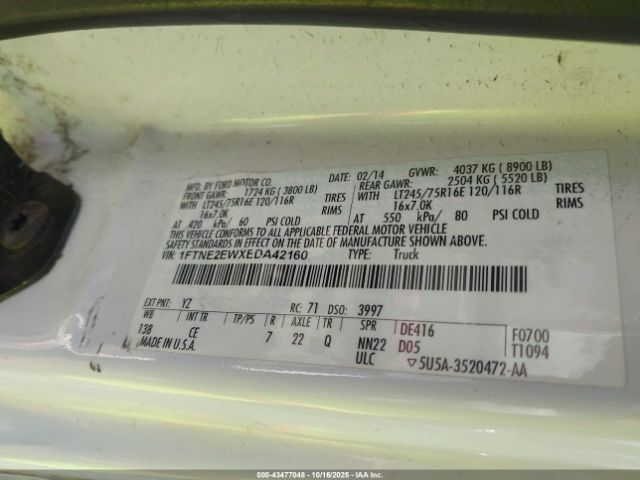 MFD. BY FORD MOTOR CO.
DATE: 02/14 GVWR: 4037 KG ( 8900 LB)
FRONT GAWR: 1724 KG ( 3800 LB) REAR GAWR: 2504 KG ( 5520 LB)
WITH LT245/75R16E 120/116R TIRES WITH LT245/75R16E 120/116R TIRES
16x7.0K RIMS 16x7.0K RIMS
AT 420 kPa/ 60 PSI COLD AT 550 kPa/ 80 PSI COLD
THIS VEHICLE CONFORMS TO ALL APPLICABLE FEDERAL MOTOR VEHICLE
SAFETY AND THEFT PREVENTION STANDARDS IN EFFECT ON THE DATE OF MANUFACTURE SHOWN ABOVE.
VIN: 1FTNE2EWXEDA42160 TYPE: Truck
EXT PNT: YZ RC: 71 DSO: 3997
WB INT TR TP/PS R AXLE TR SPR DE416 F0700
138 CE 7 22 Q NN22 D05 T1094
MADE IN U.S.A. ULC ▽5U5A-3520472-AA
000-43477048 - 10/16/2025 - Copyright IAA, Inc.